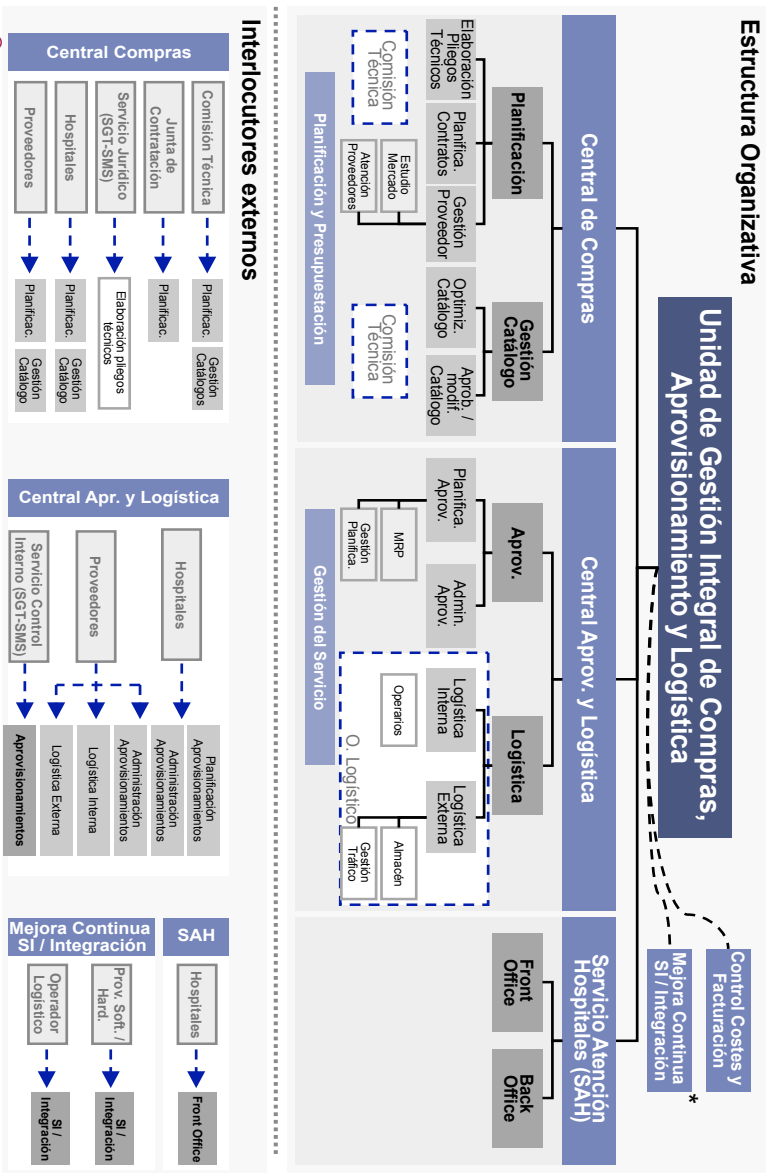 Estructura Organizativa
Unidad de Gestión Integral de Compras,
Aprovisionamiento y Logística
Control Costes y
Facturación
Mejora Continua
SI / Integración
*
Central de Compras
Planificación
Elaboración
Pliegos
Técnicos
Planifica.
Contratos
Gestión
Proveedor
Comisión
Técnica
Estudio
Mercado
Atención
Proveedores
Gestión
Catálogo
Optimiz.
Catálogo
Aprob. /
modif.
Catálogo
Comisión
Técnica
Planificación y Presupuestación
Central Aprov. y Logística
Aprov.
Planifica.
Aprov.
Admin.
Aprov.
MRP
Gestión
Planifica.
Logística
Logística
Interna
Logística
Externa
Operarios
Almacén
Gestión
Tráfico
O. Logístico
Gestión del Servicio
Servicio Atención
Hospitales (SAH)
Front
Office
Back
Office
Interlocutores externos
Central Compras
Comisión Técnica
Planificac.
Gestión
Catálogos
Junta de
Contratación
Planificac.
Servicio Jurídico
(SGT-SMS)
Elaboración pliegos
técnicos
Hospitales
Planificac.
Gestión
Catálogo
Proveedores
Planificac.
Gestión
Catálogo
Central Apr. y Logística
Hospitales
Planificación
Aprovisionamientos
Administración
Aprovisionamientos
Proveedores
Administración
Aprovisionamientos
Logística Interna
Logística Externa
Servicio Control
Interno (SGT-SMS)
Aprovisionamientos
SAH
Hospitales
Front Office
Mejora Continua
SI / Integración
Prov. Soft. /
Hard.
SI /
Integración
Operador
Logístico
SI /
Integración